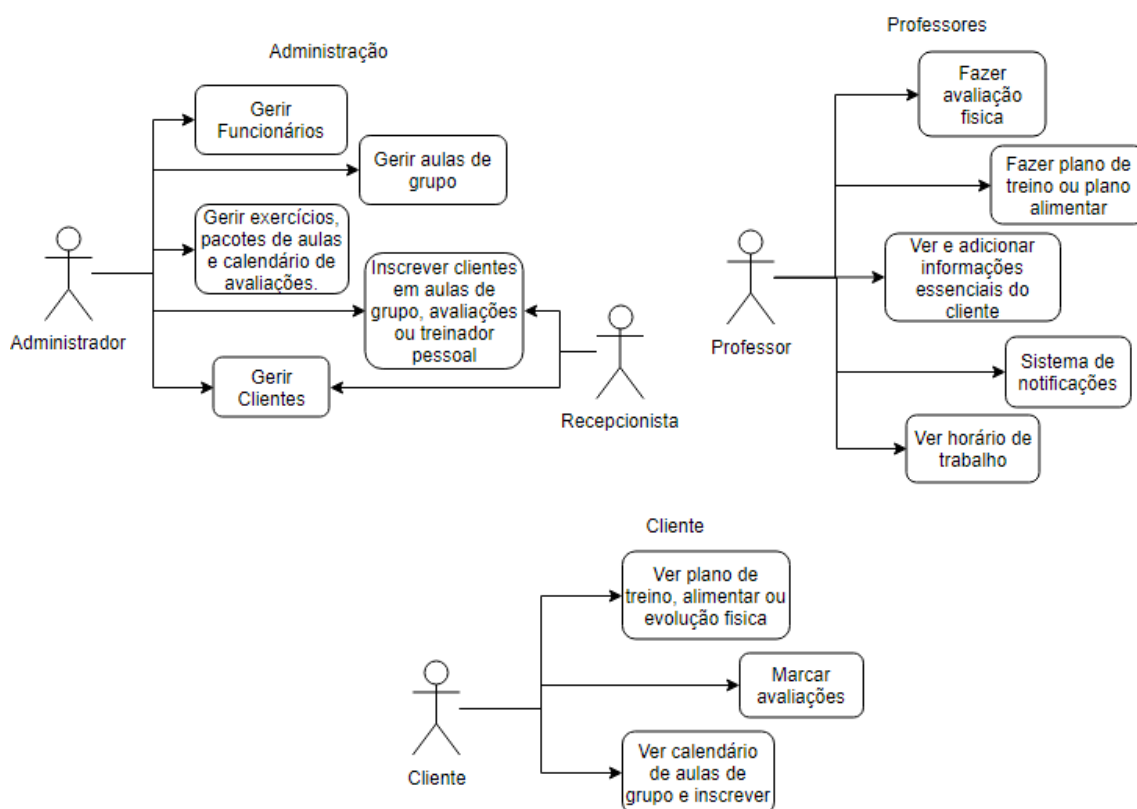 Administração
Gerir
Funcionários
Gerir aulas de
grupo
Gerir exercícios,
pacotes de aulas
e calendário de
avaliações.
Inscrever clientes
em aulas de
grupo, avaliações
ou treinador
pessoal
Gerir
Clientes
Administrador
Recepcionista
Professores
Fazer
avaliação
fisica
Fazer plano de
treino ou plano
alimentar
Ver e adicionar
informações
essenciais do
cliente
Sistema de
notificações
Ver horário de
trabalho
Professor
Cliente
Ver plano de
treino, alimentar ou
evolução fisica
Marcar
avaliações
Ver calendário
de aulas de
grupo e inscrever
Cliente